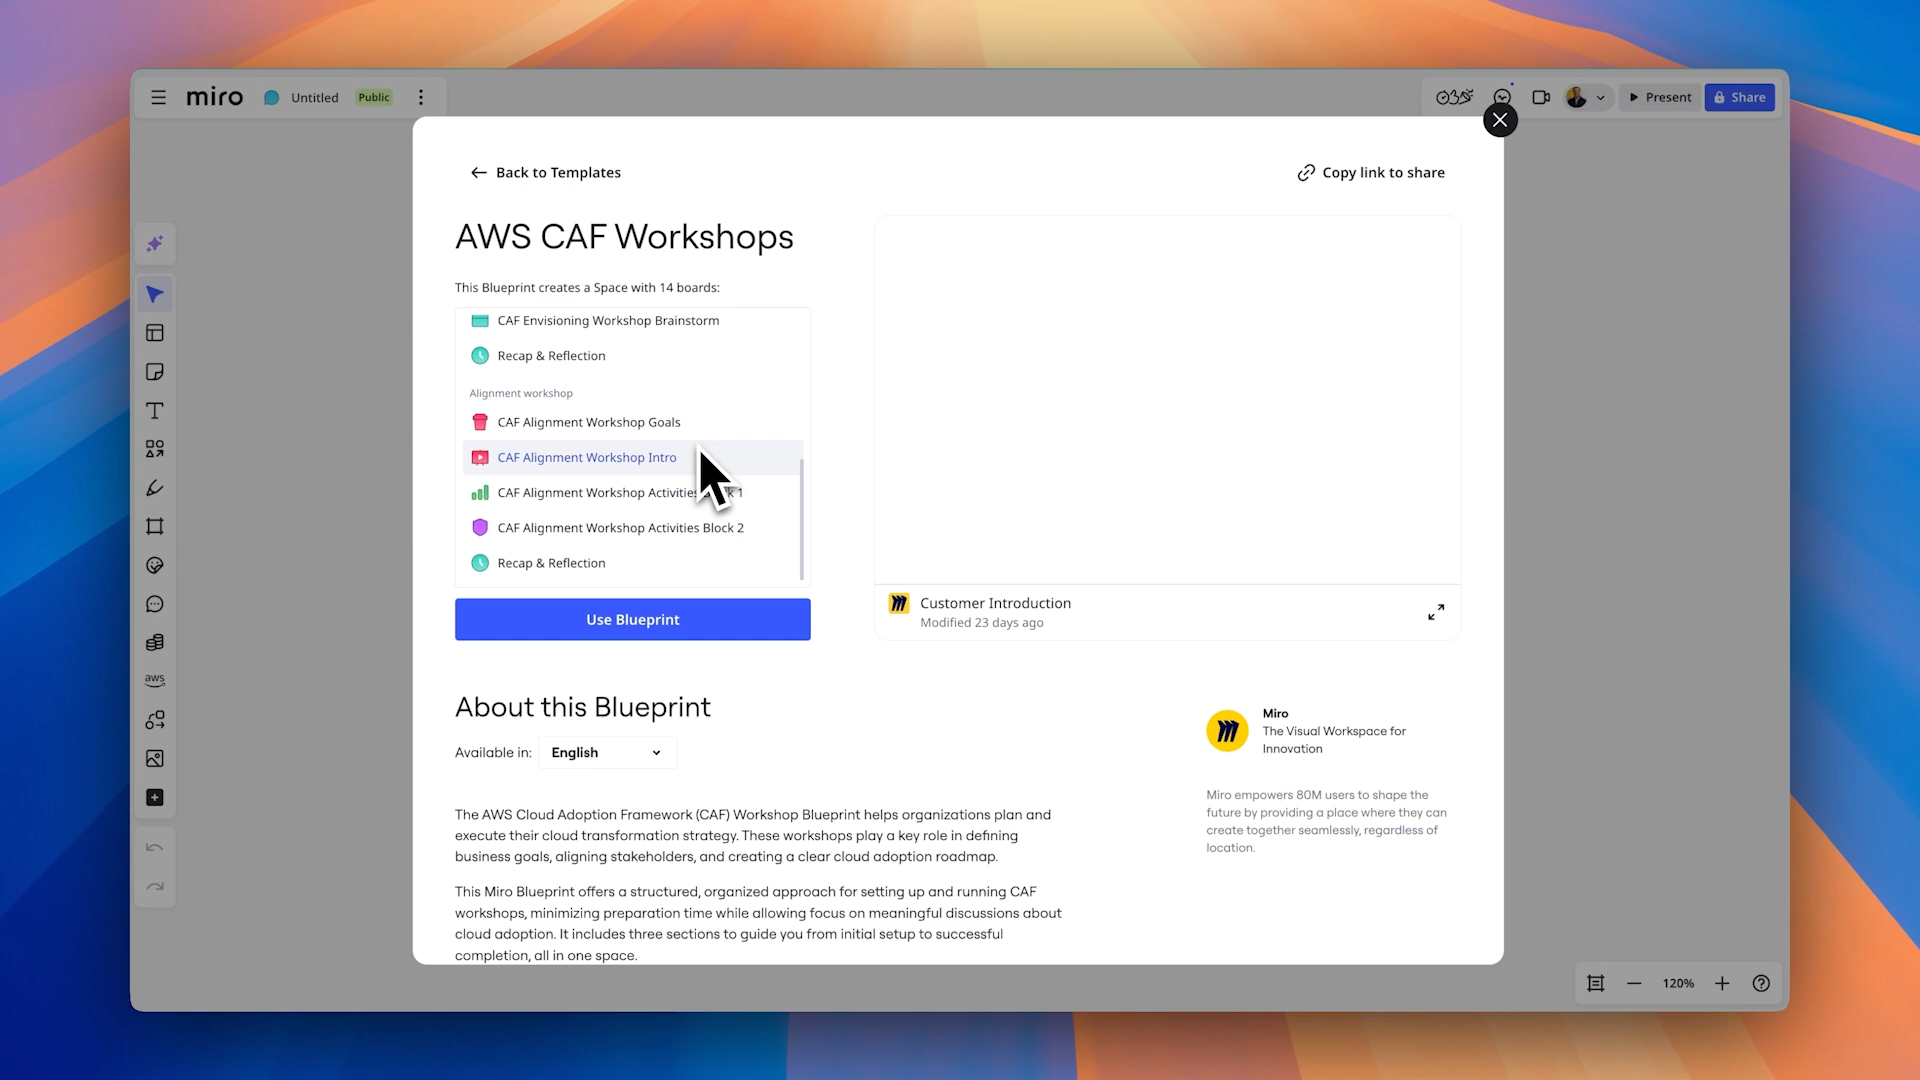 miro
Untitled
Public
Present
Share
Back to Templates
Copy link to share
AWS CAF Workshops
This Blueprint creates a Space with 14 boards:
CAF Envisioning Workshop Brainstorm
Recap & Reflection
Alignment workshop
CAF Alignment Workshop Goals
CAF Alignment Workshop Intro
CAF Alignment Workshop Activities 1
CAF Alignment Workshop Activities Block 2
Recap & Reflection
Use Blueprint
Customer Introduction
Modified 23 days ago
About this Blueprint
Available in: English
The AWS Cloud Adoption Framework (CAF) Workshop Blueprint helps organizations plan and
execute their cloud transformation strategy. These workshops play a key role in defining
business goals, aligning stakeholders, and creating a clear cloud adoption roadmap.
This Miro Blueprint offers a structured, organized approach for setting up and running CAF
workshops, minimizing preparation time while allowing focus on meaningful discussions about
cloud adoption. It includes three sections to guide you from initial setup to successful
completion, all in one space.
Miro
The Visual Workspace for
Innovation
Miro empowers 80M users to shape the
future by providing a place where they can
create together seamlessly, regardless of
location.
aws
120%